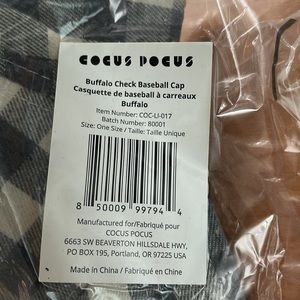 COCUS POCUS
Buffalo Check Baseball Cap
Casquette de baseball à carreaux
Buffalo
Item Number: COC-LI-017
Batch Number: 80001
Size: One Size / Taille: Taille Unique
8 50009 99794 4
Manufactured for/Fabriqué pour
COCUS POCUS
6663 SW BEAVERTON HILLSDALE HWY,
PO BOX 195, Portland, OR 97225 USA
Made in China / Fabriqué en Chine